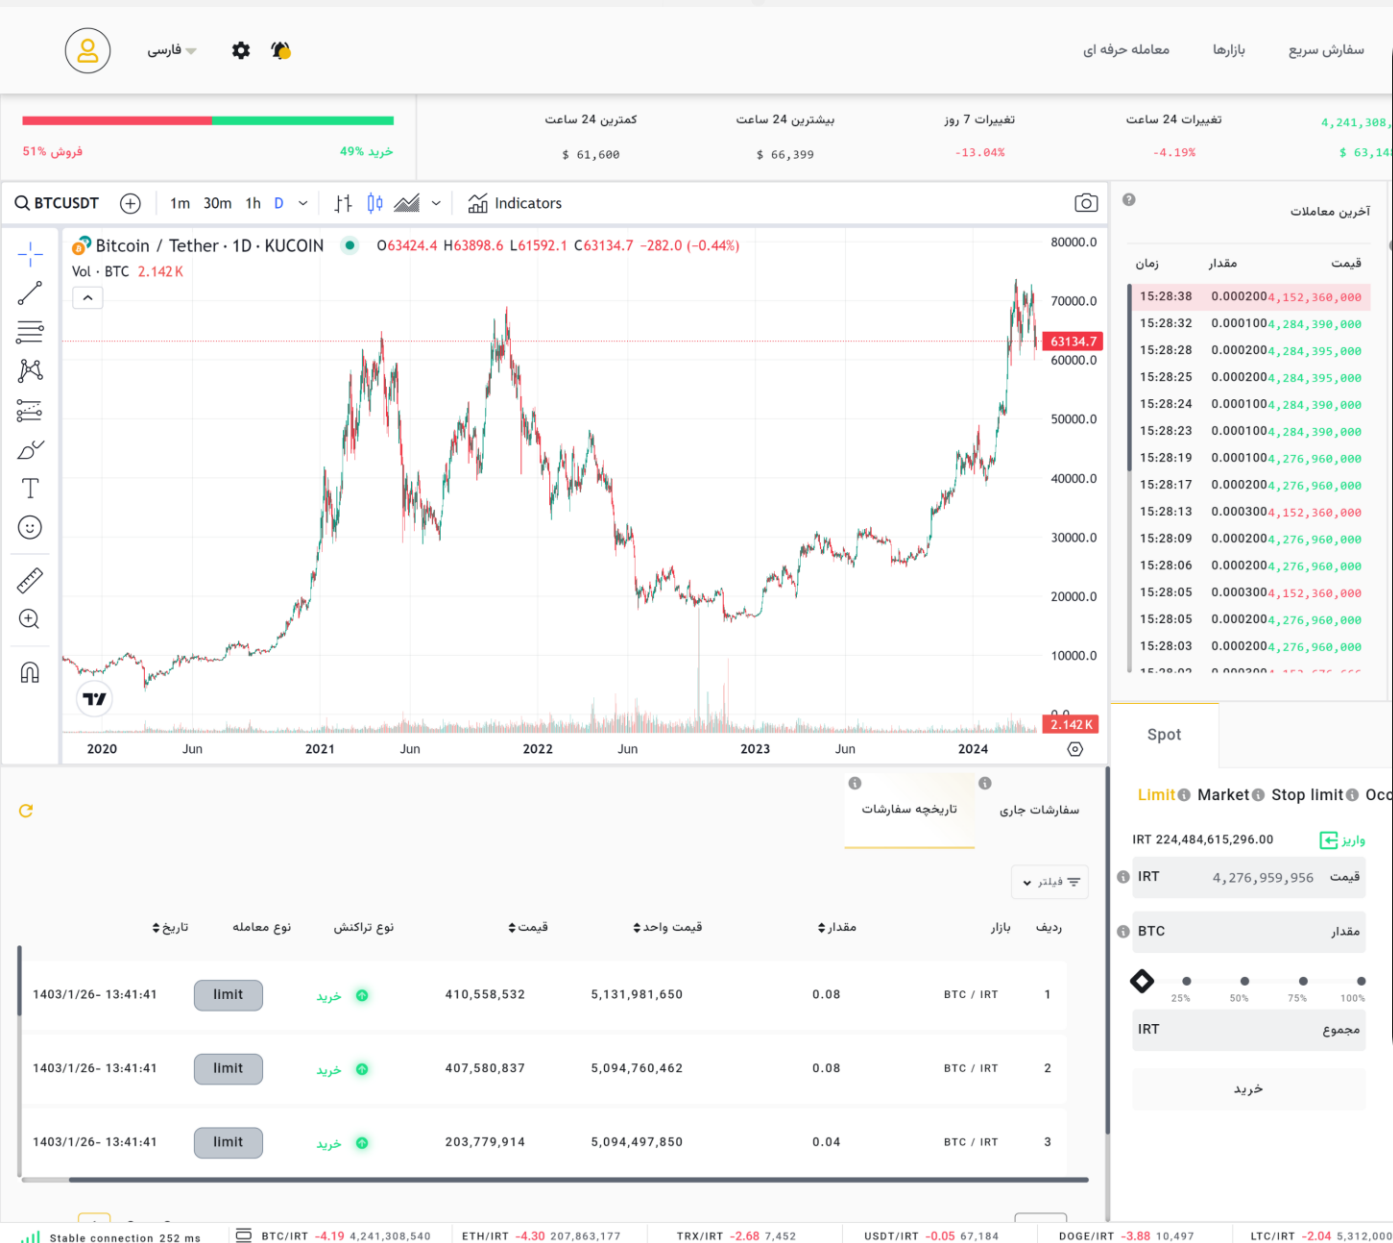 فارسی
سفارش سریع
بازارها
معامله حرفه ای
4,241,308,
$ 63,14
تغییرات 24 ساعت
-4.19%
تغییرات 7 روز
-13.04%
بیشترین 24 ساعت
$ 66,399
کمترین 24 ساعت
$ 61,600
خرید 49%
فروش 51%
BTCUSDT 1m 30m 1h D Indicators
Bitcoin / Tether · 1D · KUCOIN O63424.4 H63898.6 L61592.1 C63134.7 −282.0 (−0.44%)
Vol · BTC 2.142K
80000.0
70000.0
63134.7
60000.0
50000.0
40000.0
30000.0
20000.0
10000.0
0.0
2.142K
2020 Jun 2021 Jun 2022 Jun 2023 Jun 2024
آخرین معاملات
قیمت مقدار زمان
15:28:38 0.000200 4,152,360,000
15:28:32 0.000100 4,284,390,000
15:28:28 0.000200 4,284,395,000
15:28:25 0.000200 4,284,395,000
15:28:24 0.000100 4,284,390,000
15:28:23 0.000100 4,284,390,000
15:28:19 0.000100 4,276,960,000
15:28:17 0.000200 4,276,960,000
15:28:13 0.000300 4,152,360,000
15:28:09 0.000200 4,276,960,000
15:28:06 0.000200 4,276,960,000
15:28:05 0.000300 4,152,360,000
15:28:05 0.000200 4,276,960,000
15:28:03 0.000200 4,276,960,000
Spot
Limit Market Stop limit Oco
IRT 224,484,615,296.00 واریز
IRT 4,276,959,956 قیمت
BTC مقدار
25% 50% 75% 100%
IRT مجموع
خرید
سفارشات جاری
تاریخچه سفارشات
فیلتر
ردیف بازار مقدار قیمت واحد قیمت نوع تراکنش نوع معامله تاریخ
1403/1/26- 13:41:41 limit خرید 410,558,532 5,131,981,650 0.08 BTC / IRT 1
1403/1/26- 13:41:41 limit خرید 407,580,837 5,094,760,462 0.08 BTC / IRT 2
1403/1/26- 13:41:41 limit خرید 203,779,914 5,094,497,850 0.04 BTC / IRT 3
Stable connection 252 ms BTC/IRT -4.19 4,241,308,540 ETH/IRT -4.30 207,863,177 TRX/IRT -2.68 7,452 USDT/IRT -0.05 67,184 DOGE/IRT -3.88 10,497 LTC/IRT -2.04 5,312,000